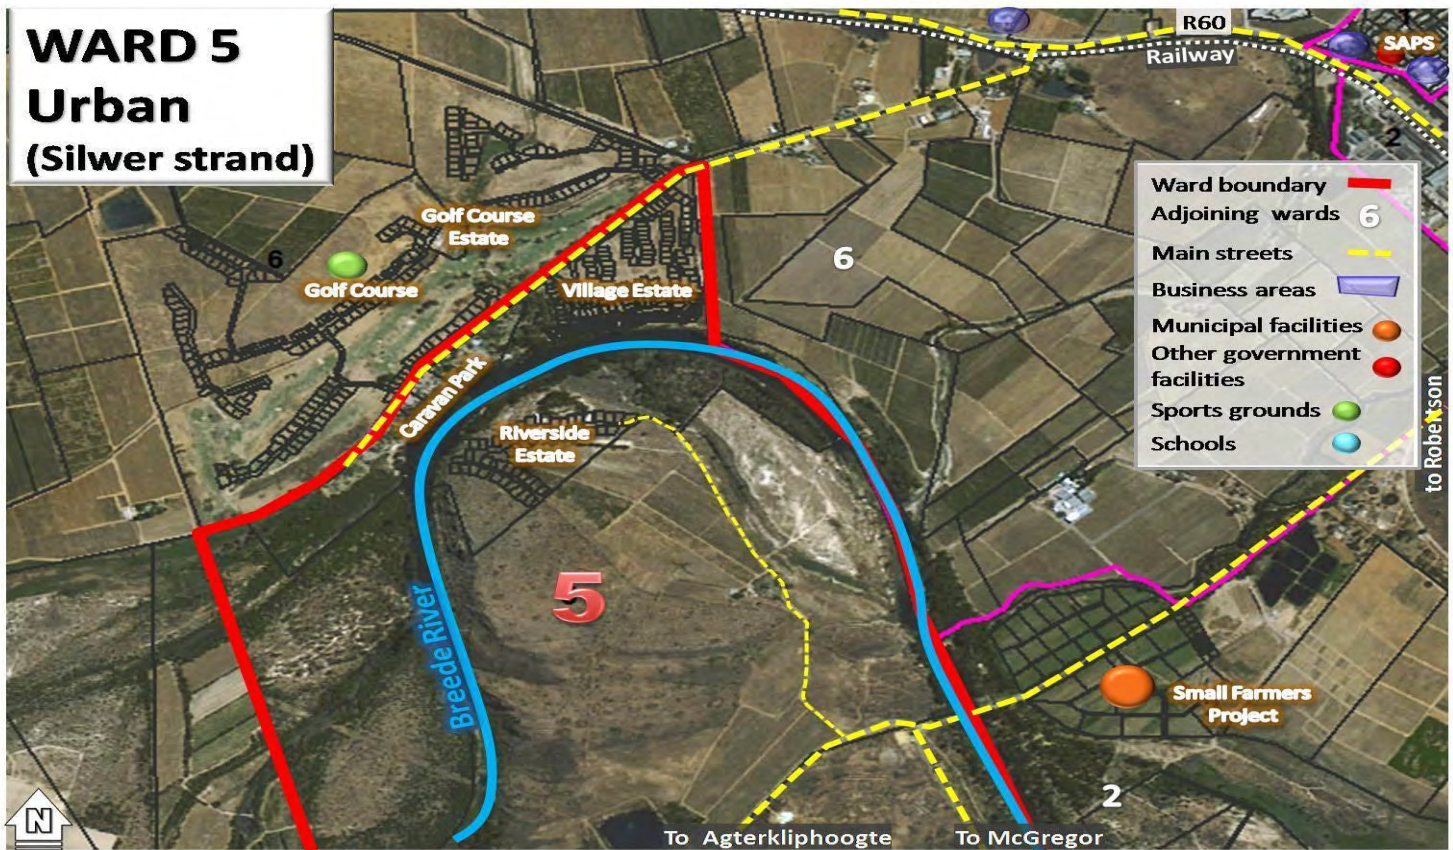 WARD 5
Urban
(Silwer strand)
R60
Railway
1
SAPS
2
Ward boundary
Adjoining wards 6
Main streets
Business areas
Municipal facilities
Other government
facilities
Sports grounds
Schools
to Robertson
Golf Course
Estate
6
Golf Course
Village Estate
6
Caravan Park
Riverside
Estate
5
Breede River
Small Farmers
Project
2
N
To Agterkliphoogte
To McGregor